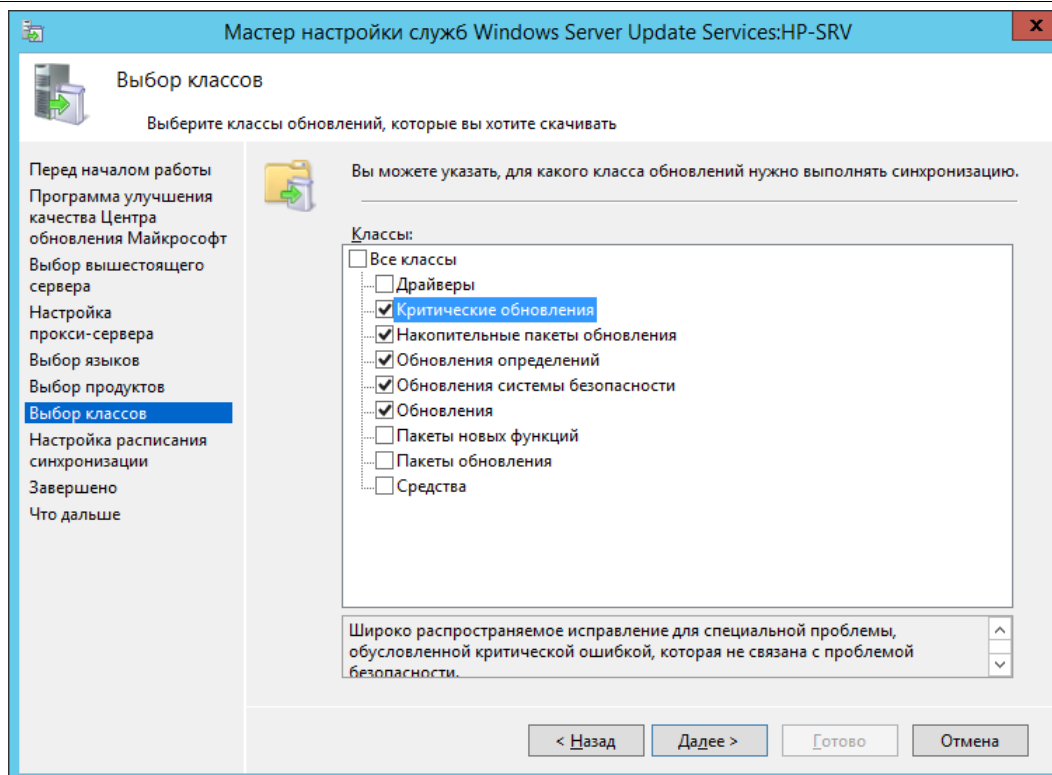 Мастер настройки служб Windows Server Update Services:HP-SRV
x
Выбор классов
Выберите классы обновлений, которые вы хотите скачивать
Перед началом работы
Программа улучшения
качества Центра
обновления Майкрософт
Выбор вышестоящего
сервера
Настройка
прокси-сервера
Выбор языков
Выбор продуктов
Выбор классов
Настройка расписания
синхронизации
Завершено
Что дальше
Вы можете указать, для какого класса обновлений нужно выполнять синхронизацию.
Классы:
Все классы
Драйверы
Критические обновления
Накопительные пакеты обновления
Обновления определений
Обновления системы безопасности
Обновления
Пакеты новых функций
Пакеты обновления
Средства
Широко распространяемое исправление для специальной проблемы,
обусловленной критической ошибкой, которая не связана с проблемой
безопасности.
< Назад
Далее >
Готово
Отмена